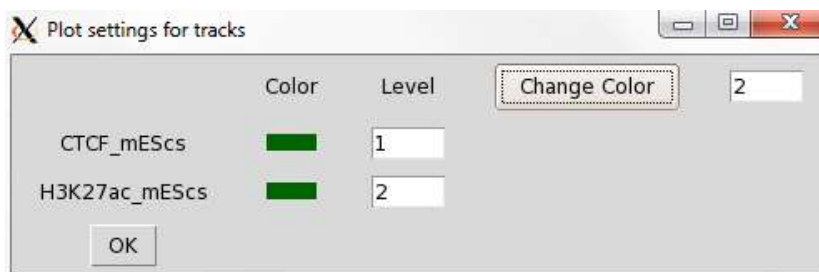 Plot settings for tracks
Color Level Change Color 2
CTCF_mEScs 1
H3K27ac_mEScs 2
OK